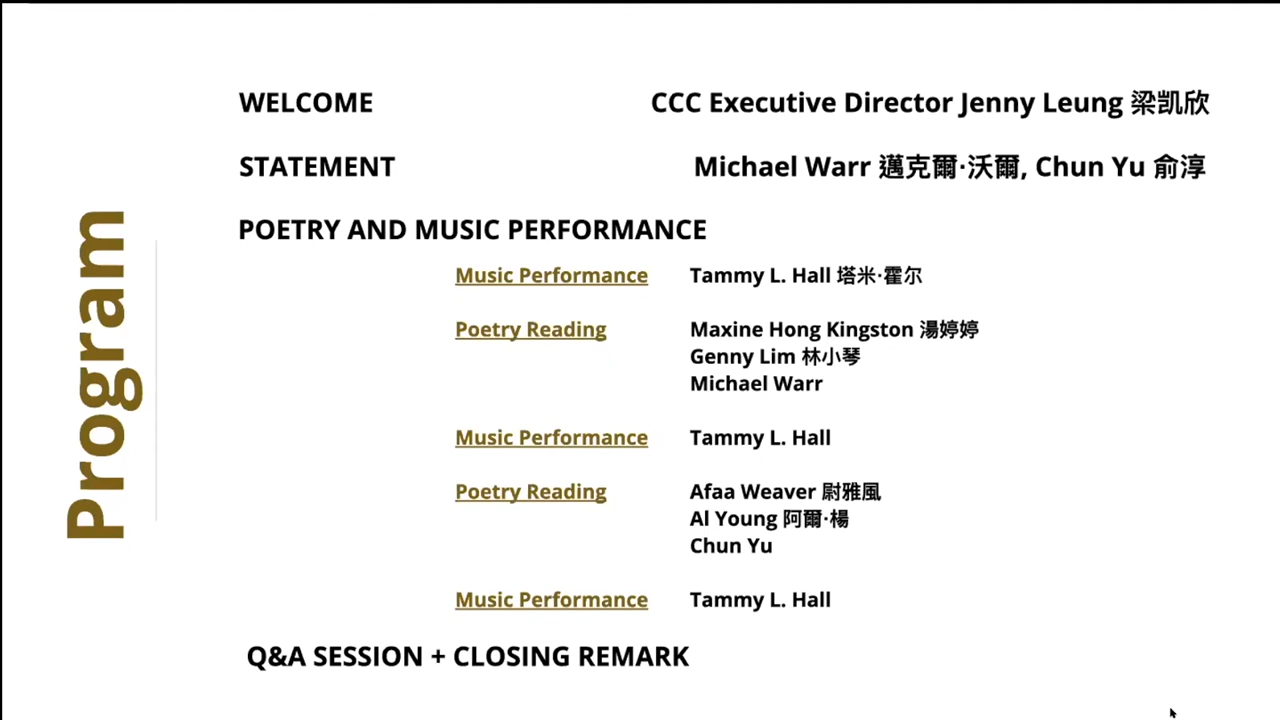 Program
WELCOME CCC Executive Director Jenny Leung 梁凯欣
STATEMENT Michael Warr 邁克爾·沃爾, Chun Yu 俞淳
POETRY AND MUSIC PERFORMANCE
Music Performance Tammy L. Hall 塔米·霍尔
Poetry Reading Maxine Hong Kingston 湯婷婷
Genny Lim 林小琴
Michael Warr
Music Performance Tammy L. Hall
Poetry Reading Afaa Weaver 尉雅風
Al Young 阿爾·楊
Chun Yu
Music Performance Tammy L. Hall
Q&A SESSION + CLOSING REMARK